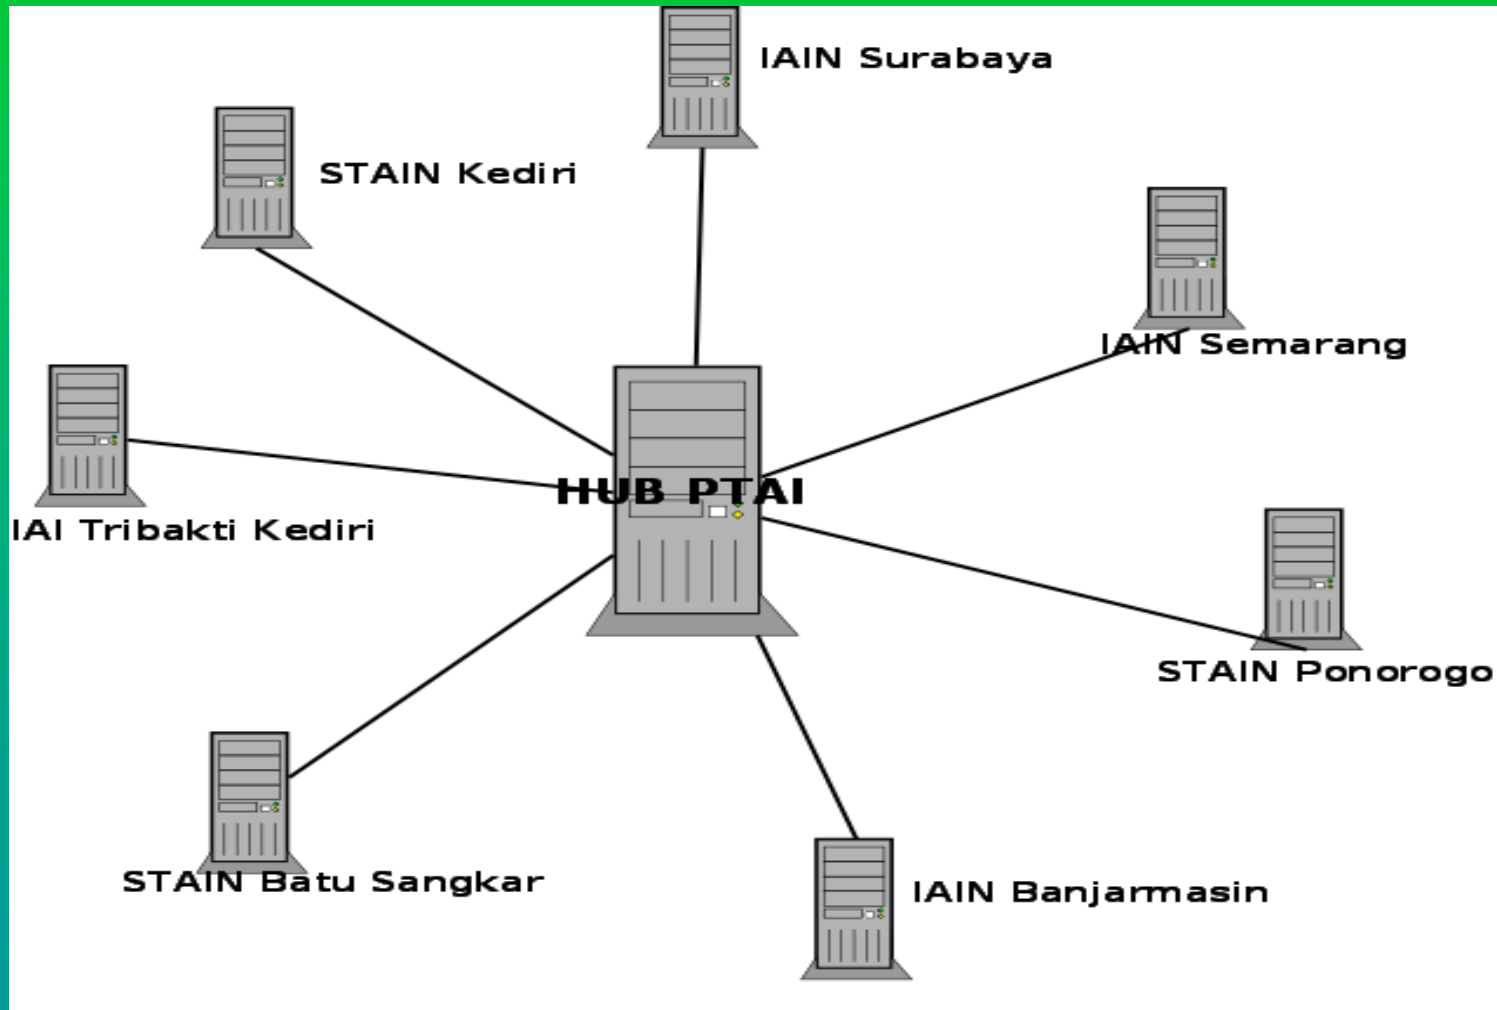 IAIN Surabaya
STAIN Kediri
IAIN Semarang
HUB PTAI
IAI Tribakti Kediri
STAIN Ponorogo
STAIN Batu Sangkar
IAIN Banjarmasin